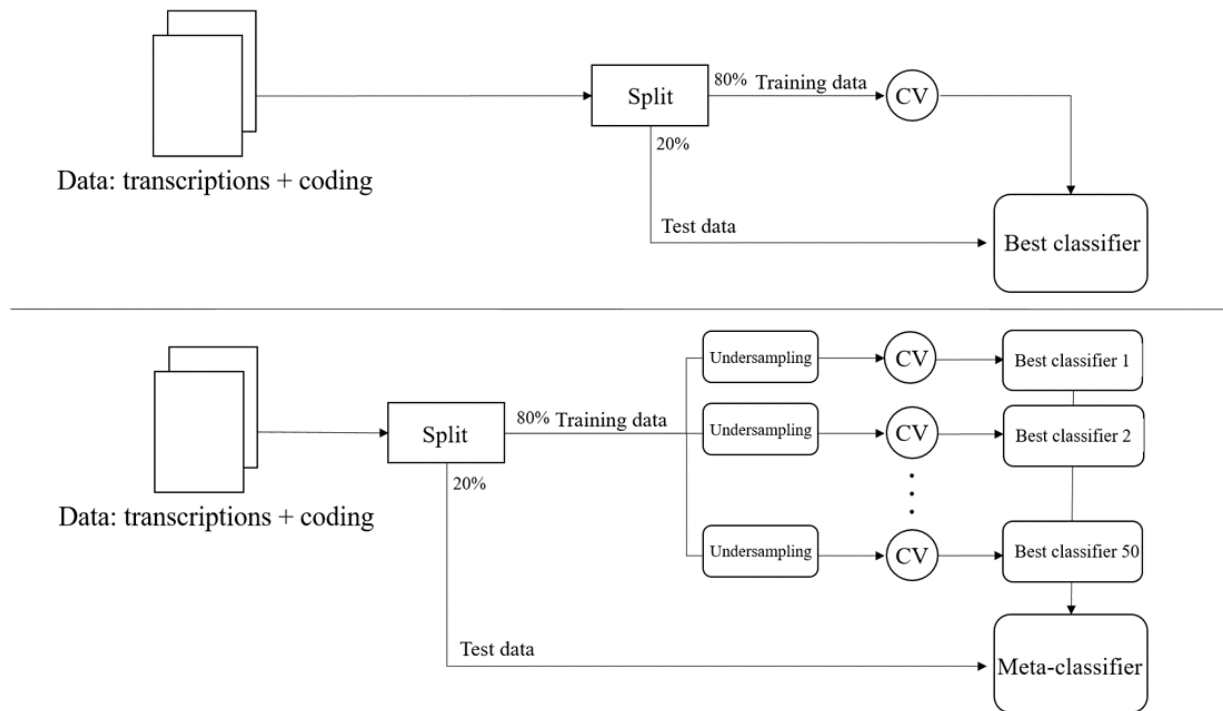 80% Training data
Split
CV
20%
Data: transcriptions + coding
Test data
Best classifier
Undersampling
CV
Best classifier 1
80% Training data
Undersampling
CV
Best classifier 2
Split
20%
Data: transcriptions + coding
Undersampling
CV
Best classifier 50
Test data
Meta-classifier